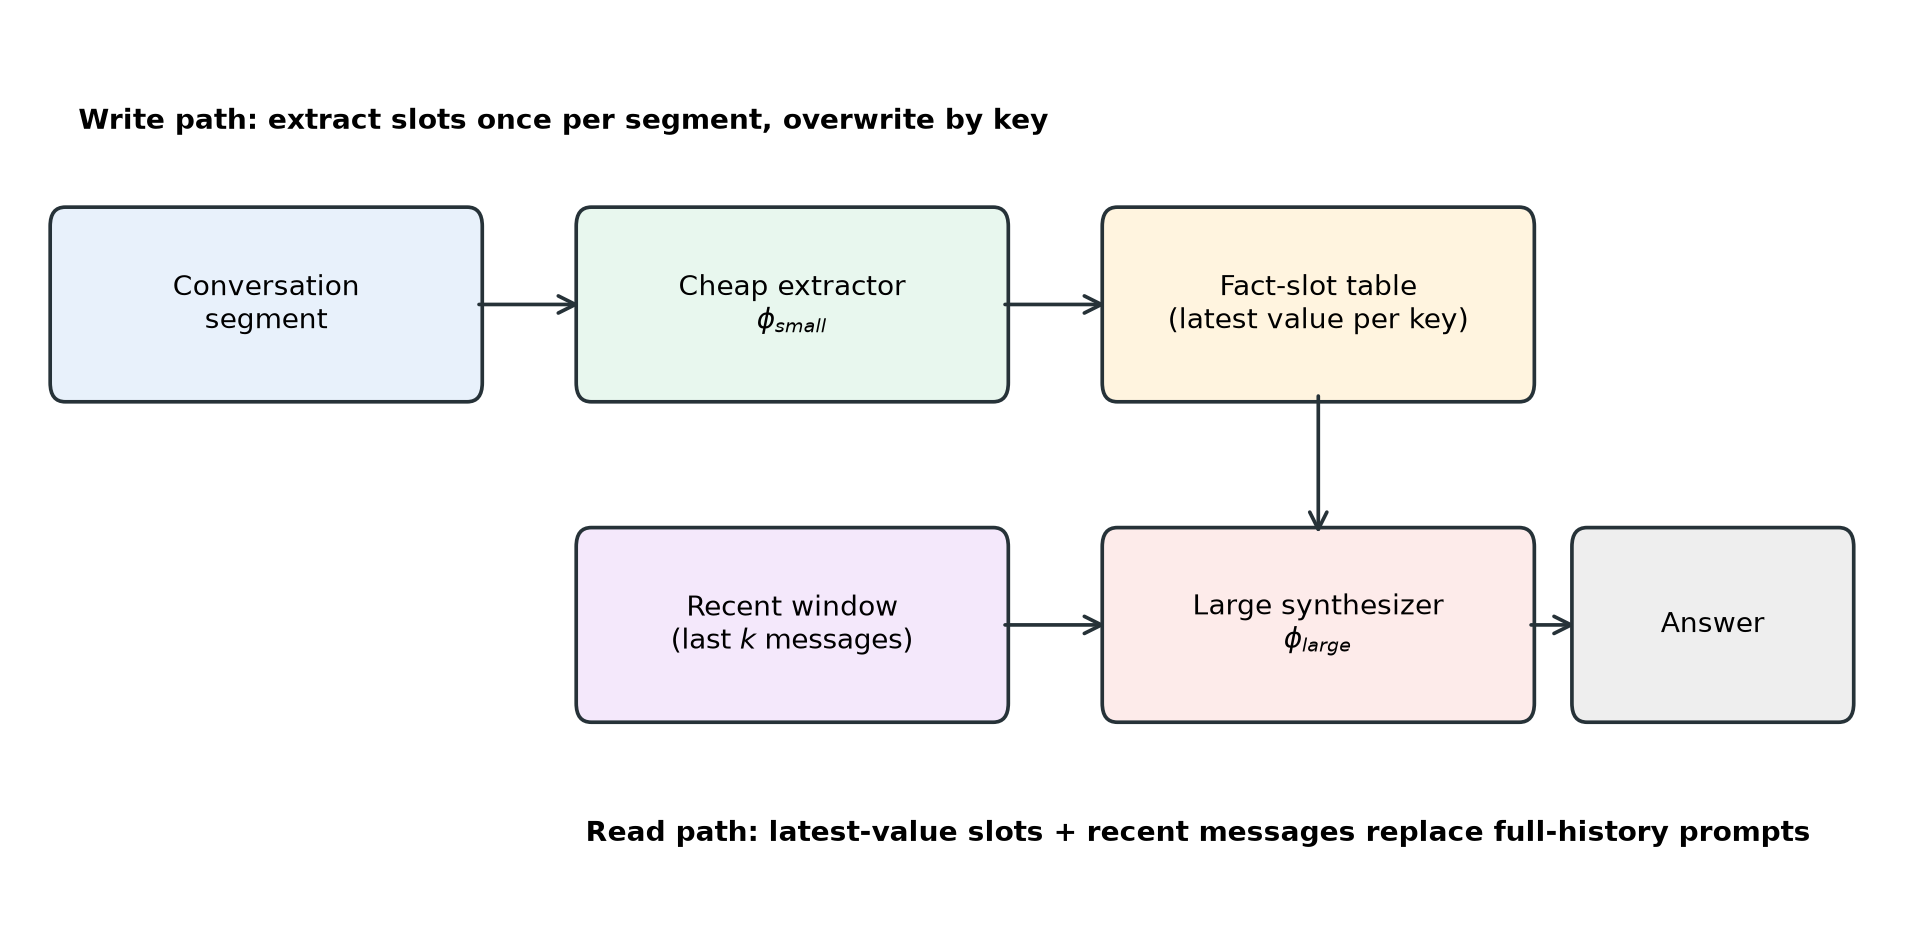 Write path: extract slots once per segment, overwrite by key
Conversation
segment
Cheap extractor
ϕsmall
Fact-slot table
(latest value per key)
Recent window
(last k messages)
Large synthesizer
ϕlarge
Answer
Read path: latest-value slots + recent messages replace full-history prompts